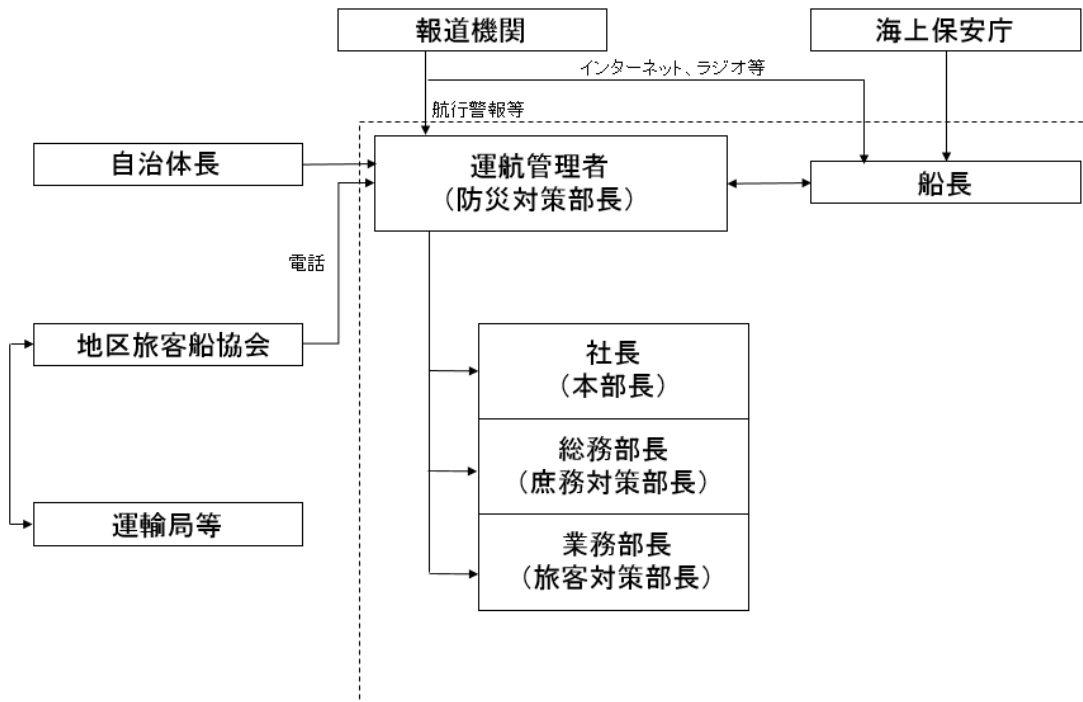 報道機関
海上保安庁
インターネット、ラジオ等
航行警報等
自治体長
運航管理者
（防災対策部長）
船長
電話
地区旅客船協会
社長
（本部長）
総務部長
（庶務対策部長）
運輸局等
業務部長
（旅客対策部長）